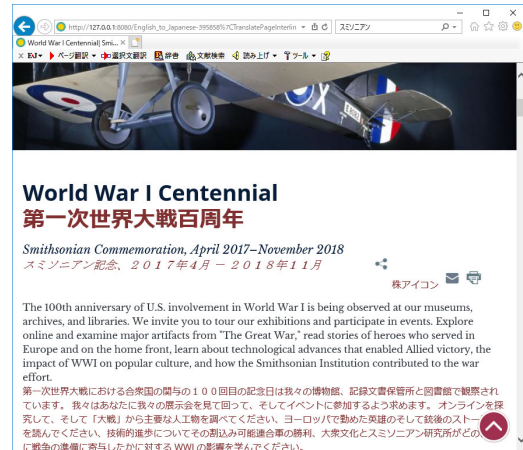 http://127.0.0.1:8080/English_to_Japanese-395856%7CTranslatePageInterlin
スミソニアン
World War I Centennial| Smi...
× EJ ページ翻訳 選択文翻訳 辞書 文献検索 読み上げ ツール
World War I Centennial
第一次世界大戦百周年
Smithsonian Commemoration, April 2017–November 2018
スミソニアン記念、２０１７年４月 － ２０１８年１１月
株アイコン
The 100th anniversary of U.S. involvement in World War I is being observed at our museums,
archives, and libraries. We invite you to tour our exhibitions and participate in events. Explore
online and examine major artifacts from "The Great War," read stories of heroes who served in
Europe and on the home front, learn about technological advances that enabled Allied victory, the
impact of WWI on popular culture, and how the Smithsonian Institution contributed to the war
effort.
第一次世界大戦における合衆国の関与の１００回目の記念日は我々の博物館、記録文書保管所と図書館で観察され
ています。 我々はあなたに我々の展示会を見て回って、そしてイベントに参加するよう求めます。 オンラインを探
究して、そして「大戦」から主要な人工物を調べてください、ヨーロッパで勤めた英雄のそして銃後のストー
を読んでください、技術的進歩についてその割込み可能連合軍の勝利、大衆文化とスミソニアン研究所がどの
に戦争の準備に寄与したかに対する WWI の影響を学んでください。